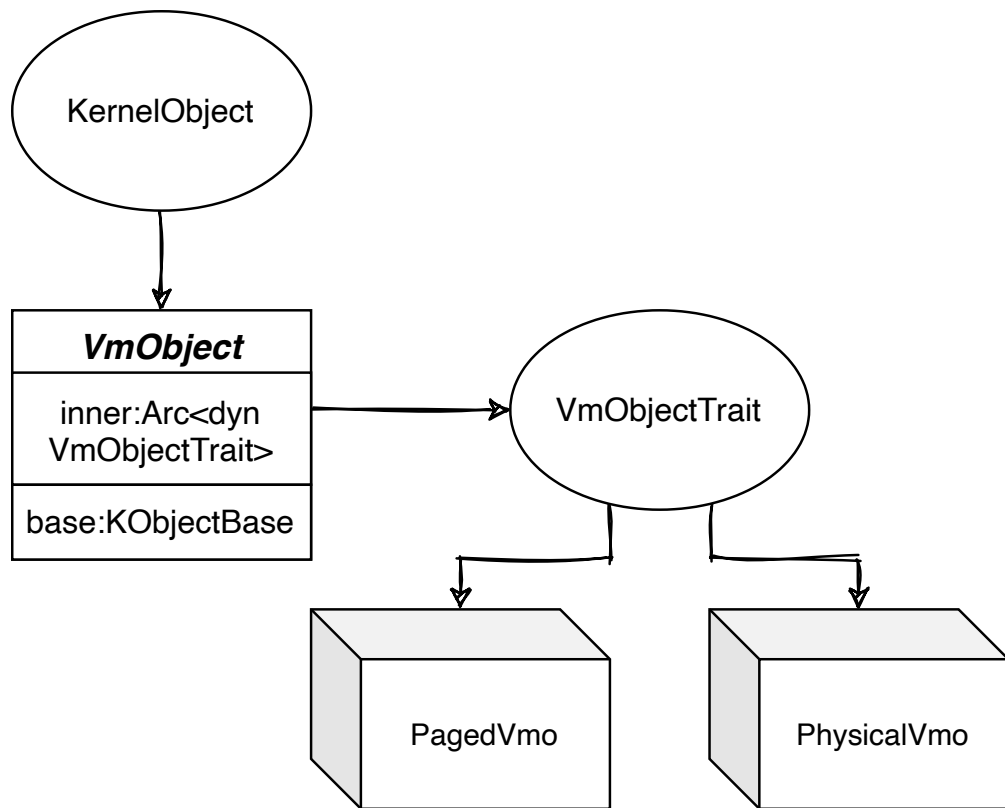 KernelObject
VmObject
inner:Arc<dyn
VmObjectTrait>
base:KObjectBase
VmObjectTrait
PagedVmo
PhysicalVmo